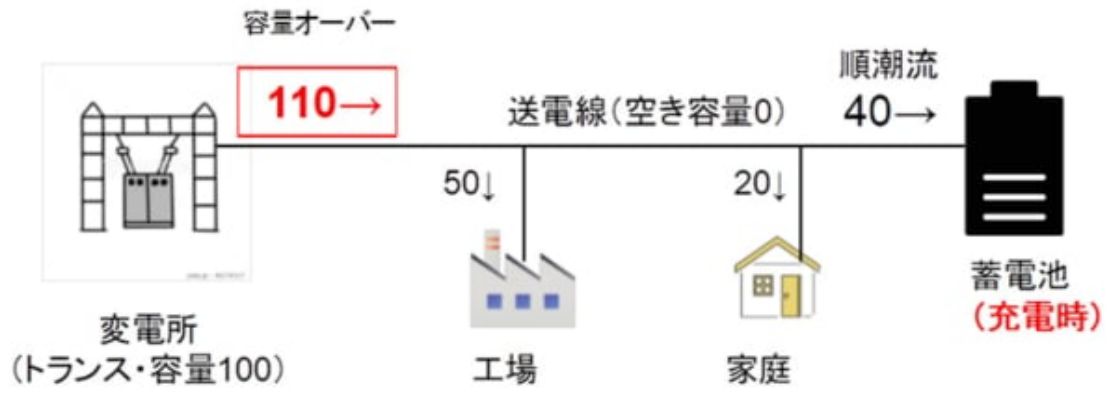 容量オーバー
110→
順潮流
40→
送電線(空き容量0)
50↓
20↓
変電所
(トランス・容量100)
工場
家庭
蓄電池
(充電時)